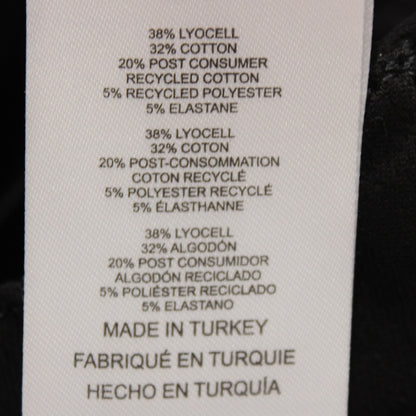 38% LYOCELL
32% COTTON
20% POST CONSUMER
RECYCLED COTTON
5% RECYCLED POLYESTER
5% ELASTANE
38% LYOCELL
32% COTON
20% POST-CONSOMMATION
COTON RECYCLÉ
5% POLYESTER RECYCLÉ
5% ÉLASTHANNE
38% LYOCELL
32% ALGODÓN
20% POST CONSUMIDOR
ALGODÓN RECICLADO
5% POLIÉSTER RECICLADO
5% ELASTANO
MADE IN TURKEY
FABRIQUÉ EN TURQUIE
HECHO EN TURQUÍA